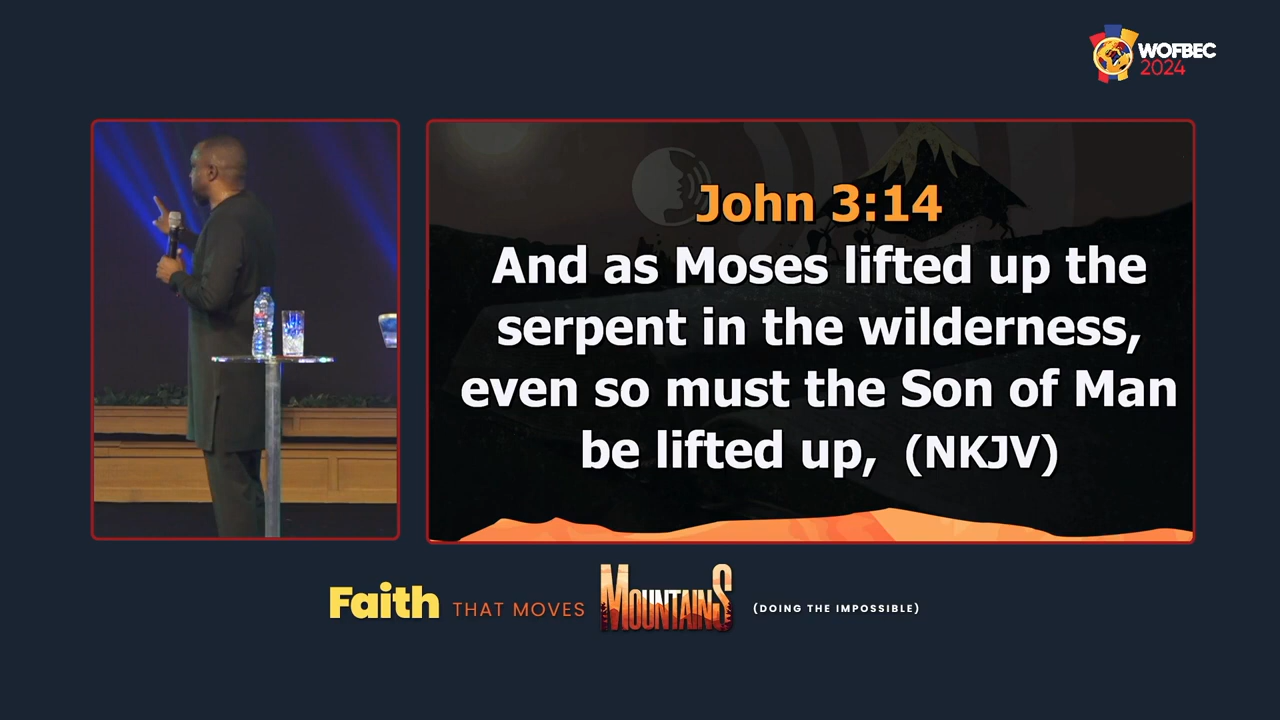 WOFBEC
2024
John 3:14
And as Moses lifted up the
serpent in the wilderness,
even so must the Son of Man
be lifted up, (NKJV)
Faith THAT MOVES MOUNTAINS (DOING THE IMPOSSIBLE)